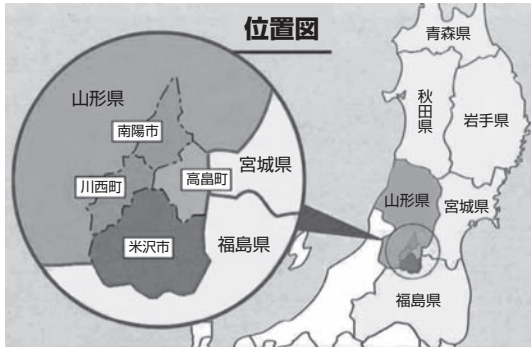 位置図
山形県
南陽市
川西町
高畠町
米沢市
宮城県
福島県
青森県
秋田県
岩手県
山形県
宮城県
福島県